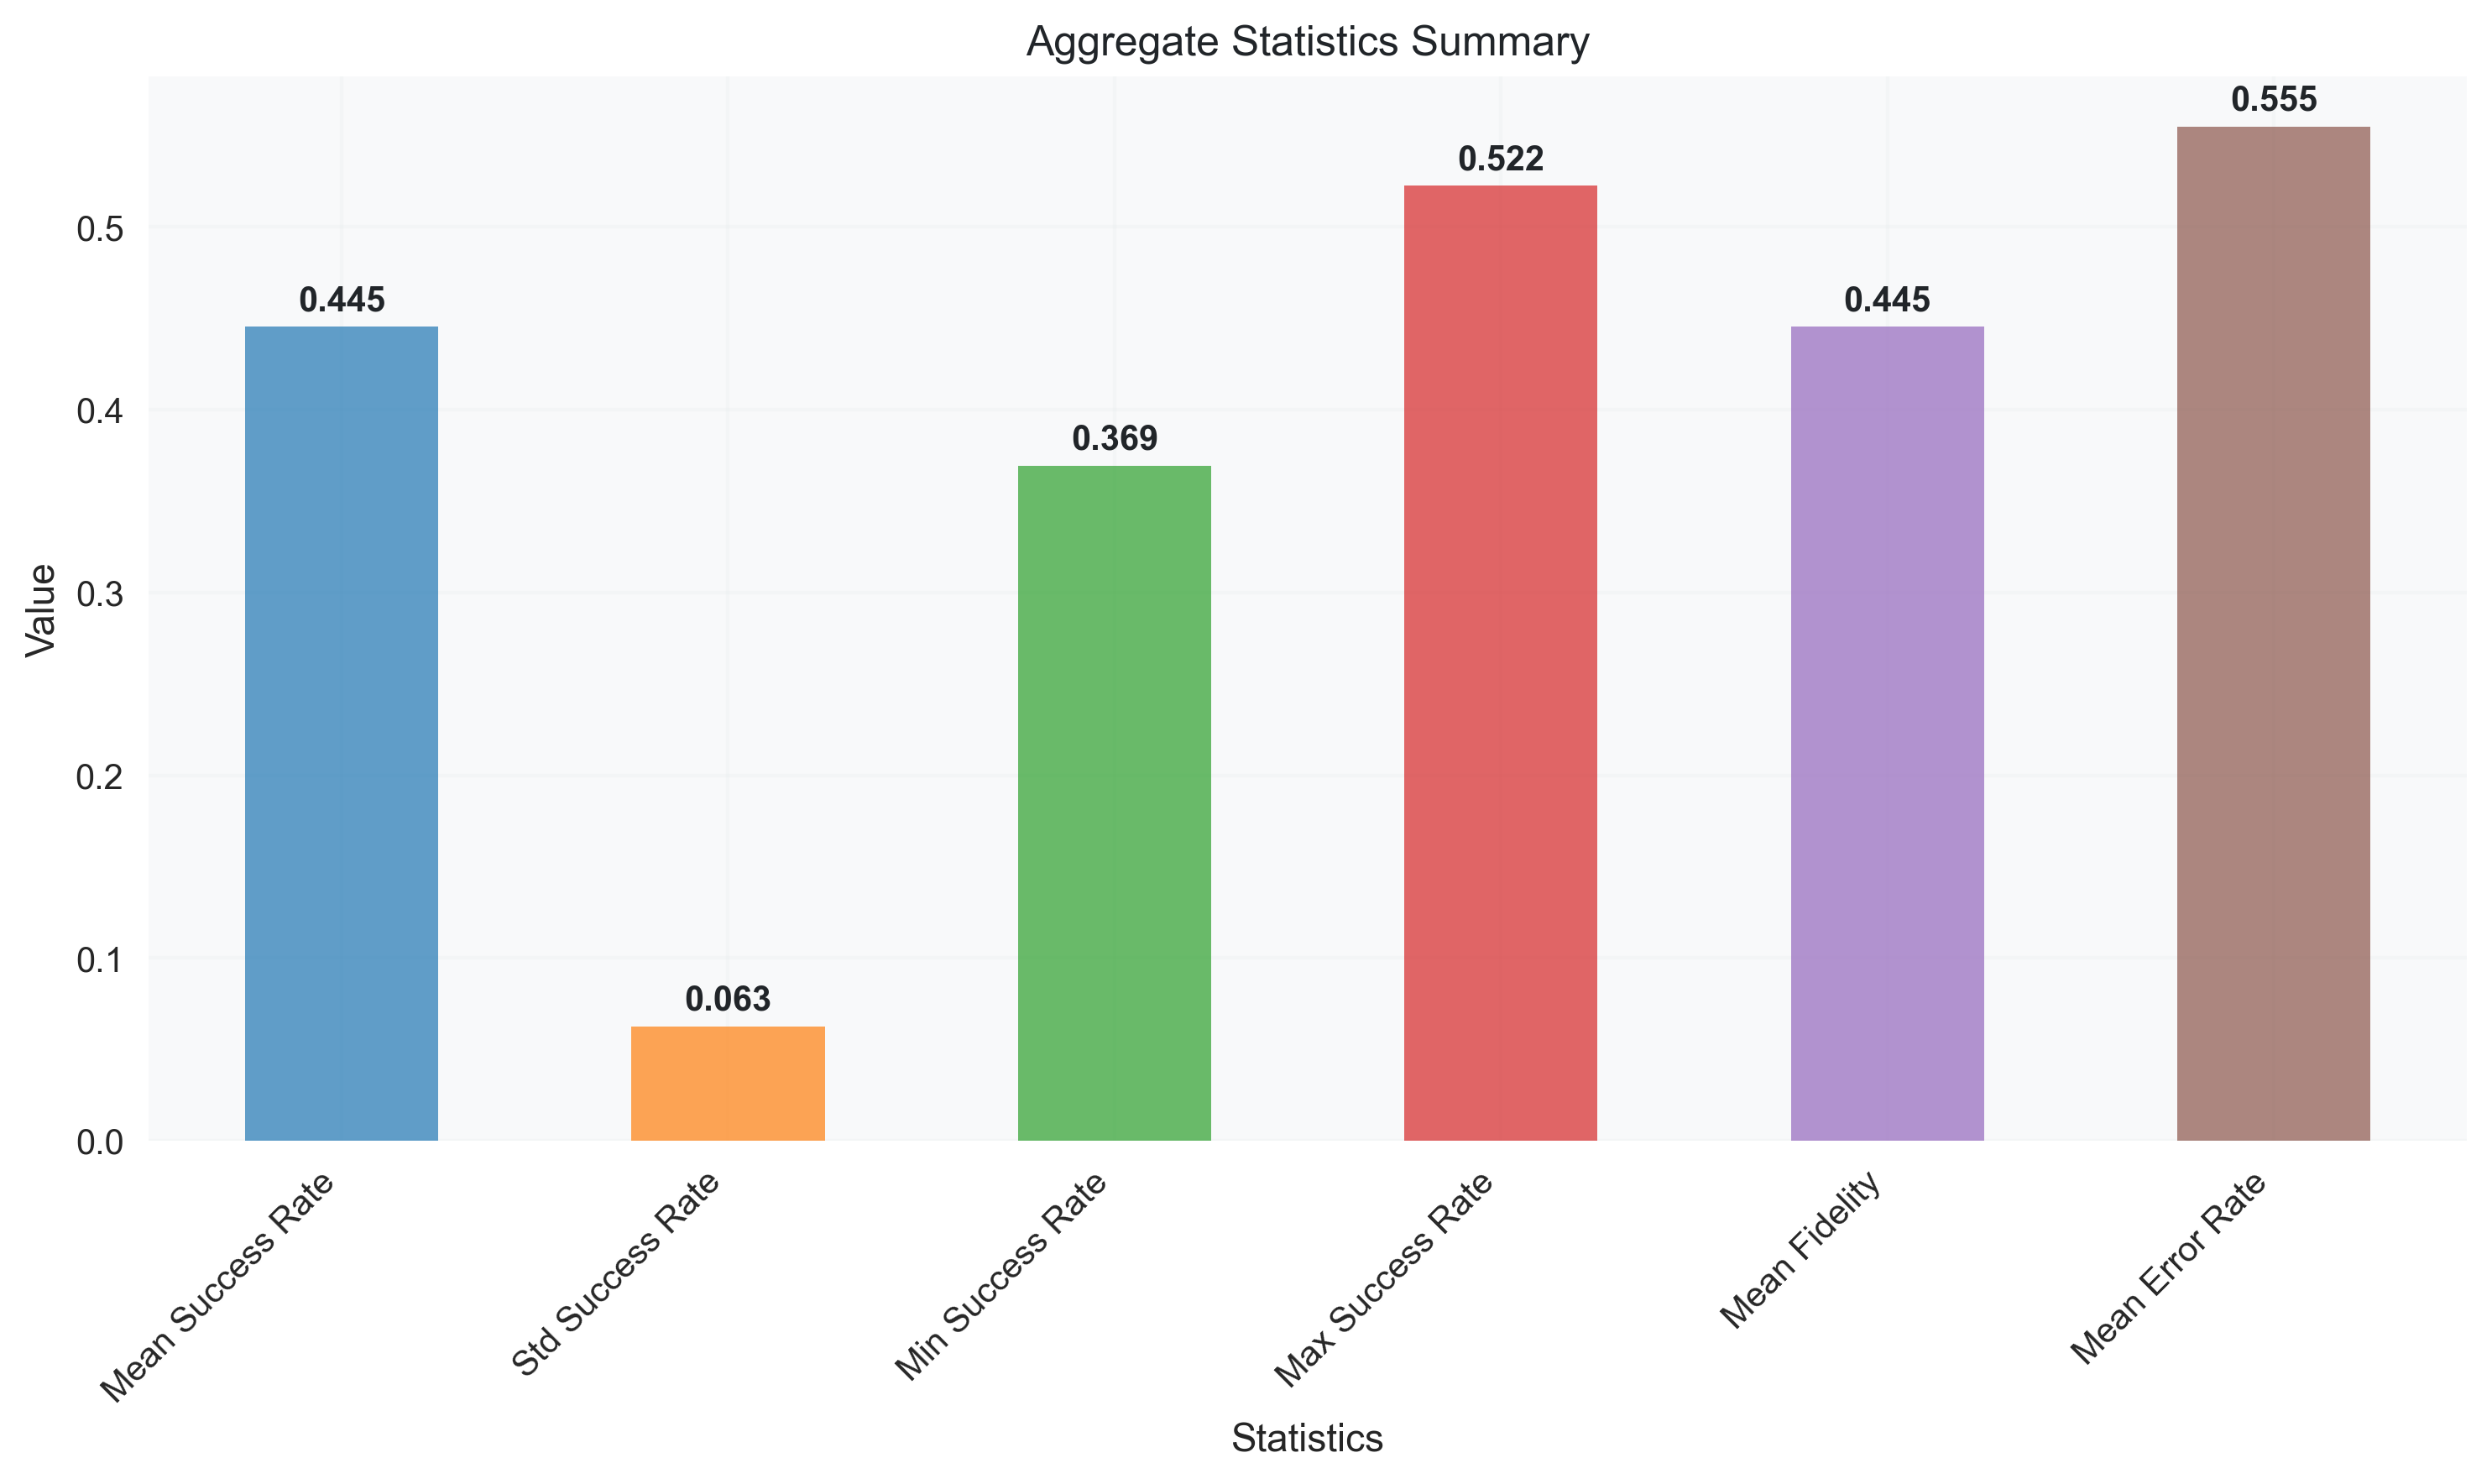 Aggregate Statistics Summary
0.555
0.522
0.445
0.445
0.369
0.063
Value
0.5
0.4
0.3
0.2
0.1
0.0
Mean Success Rate
Std Success Rate
Min Success Rate
Max Success Rate
Mean Fidelity
Mean Error Rate
Statistics